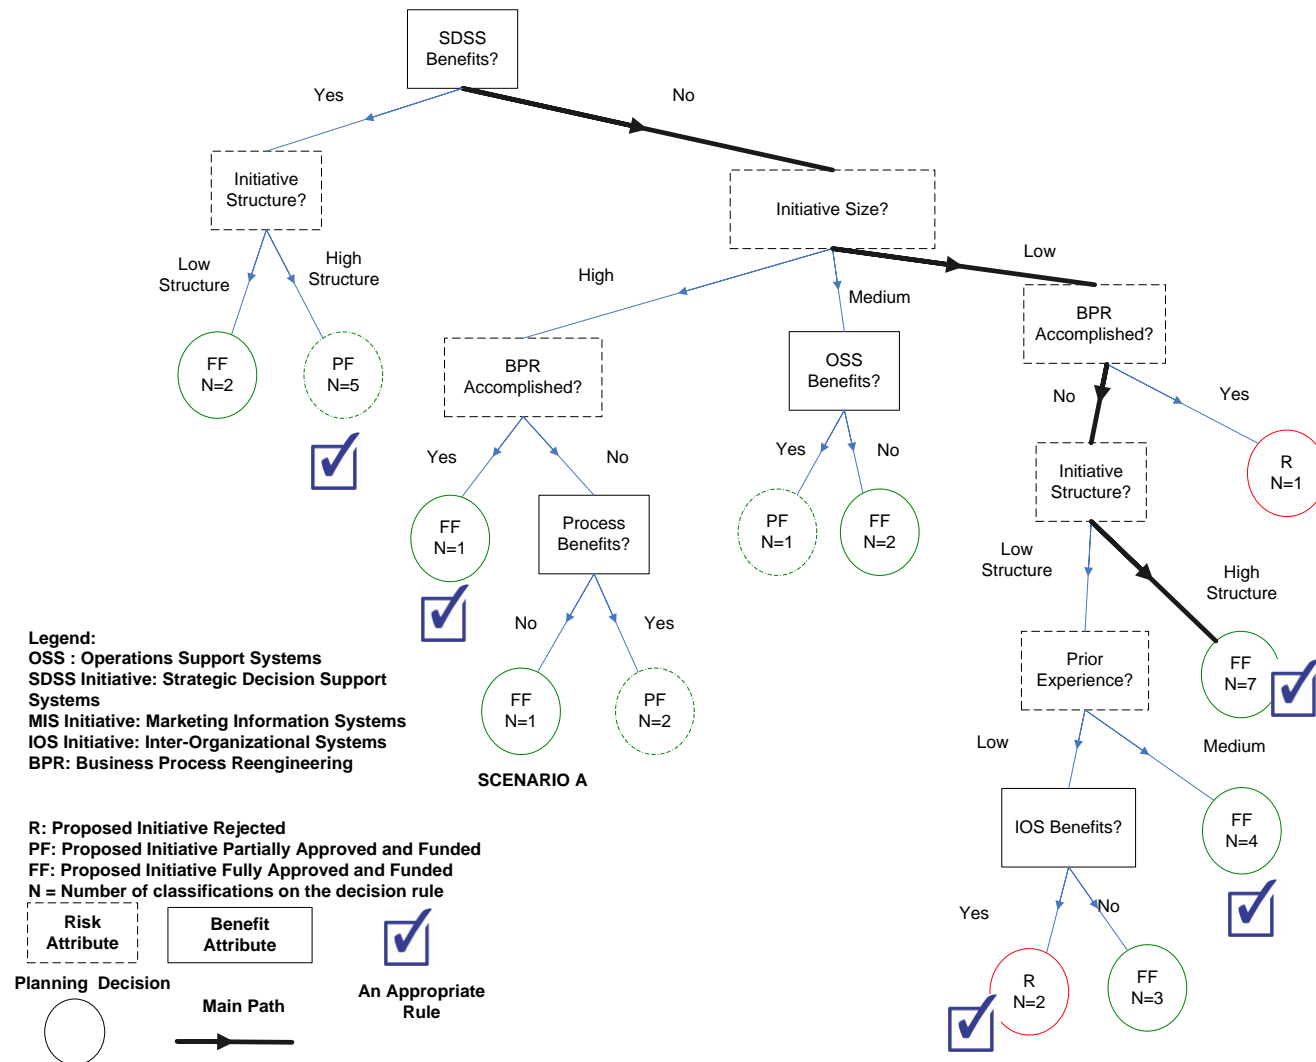 SDSS
Benefits?
Yes
No
Initiative
Structure?
Initiative Size?
Low
Structure
High
Structure
High
Medium
Low
FF
N=2
PF
N=5
BPR
Accomplished?
OSS
Benefits?
BPR
Accomplished?
Yes
No
Yes
No
No
Yes
FF
N=1
Process
Benefits?
PF
N=1
FF
N=2
Initiative
Structure?
R
N=1
No
Yes
Low
Structure
High
Structure
FF
N=1
PF
N=2
SCENARIO A
Prior
Experience?
FF
N=7
Low
Medium
IOS Benefits?
FF
N=4
Yes
No
R
N=2
FF
N=3
Legend:
OSS : Operations Support Systems
SDSS Initiative: Strategic Decision Support
Systems
MIS Initiative: Marketing Information Systems
IOS Initiative: Inter-Organizational Systems
BPR: Business Process Reengineering
R: Proposed Initiative Rejected
PF: Proposed Initiative Partially Approved and Funded
FF: Proposed Initiative Fully Approved and Funded
N = Number of classifications on the decision rule
Risk
Attribute
Benefit
Attribute
Planning Decision
Main Path
An Appropriate
Rule